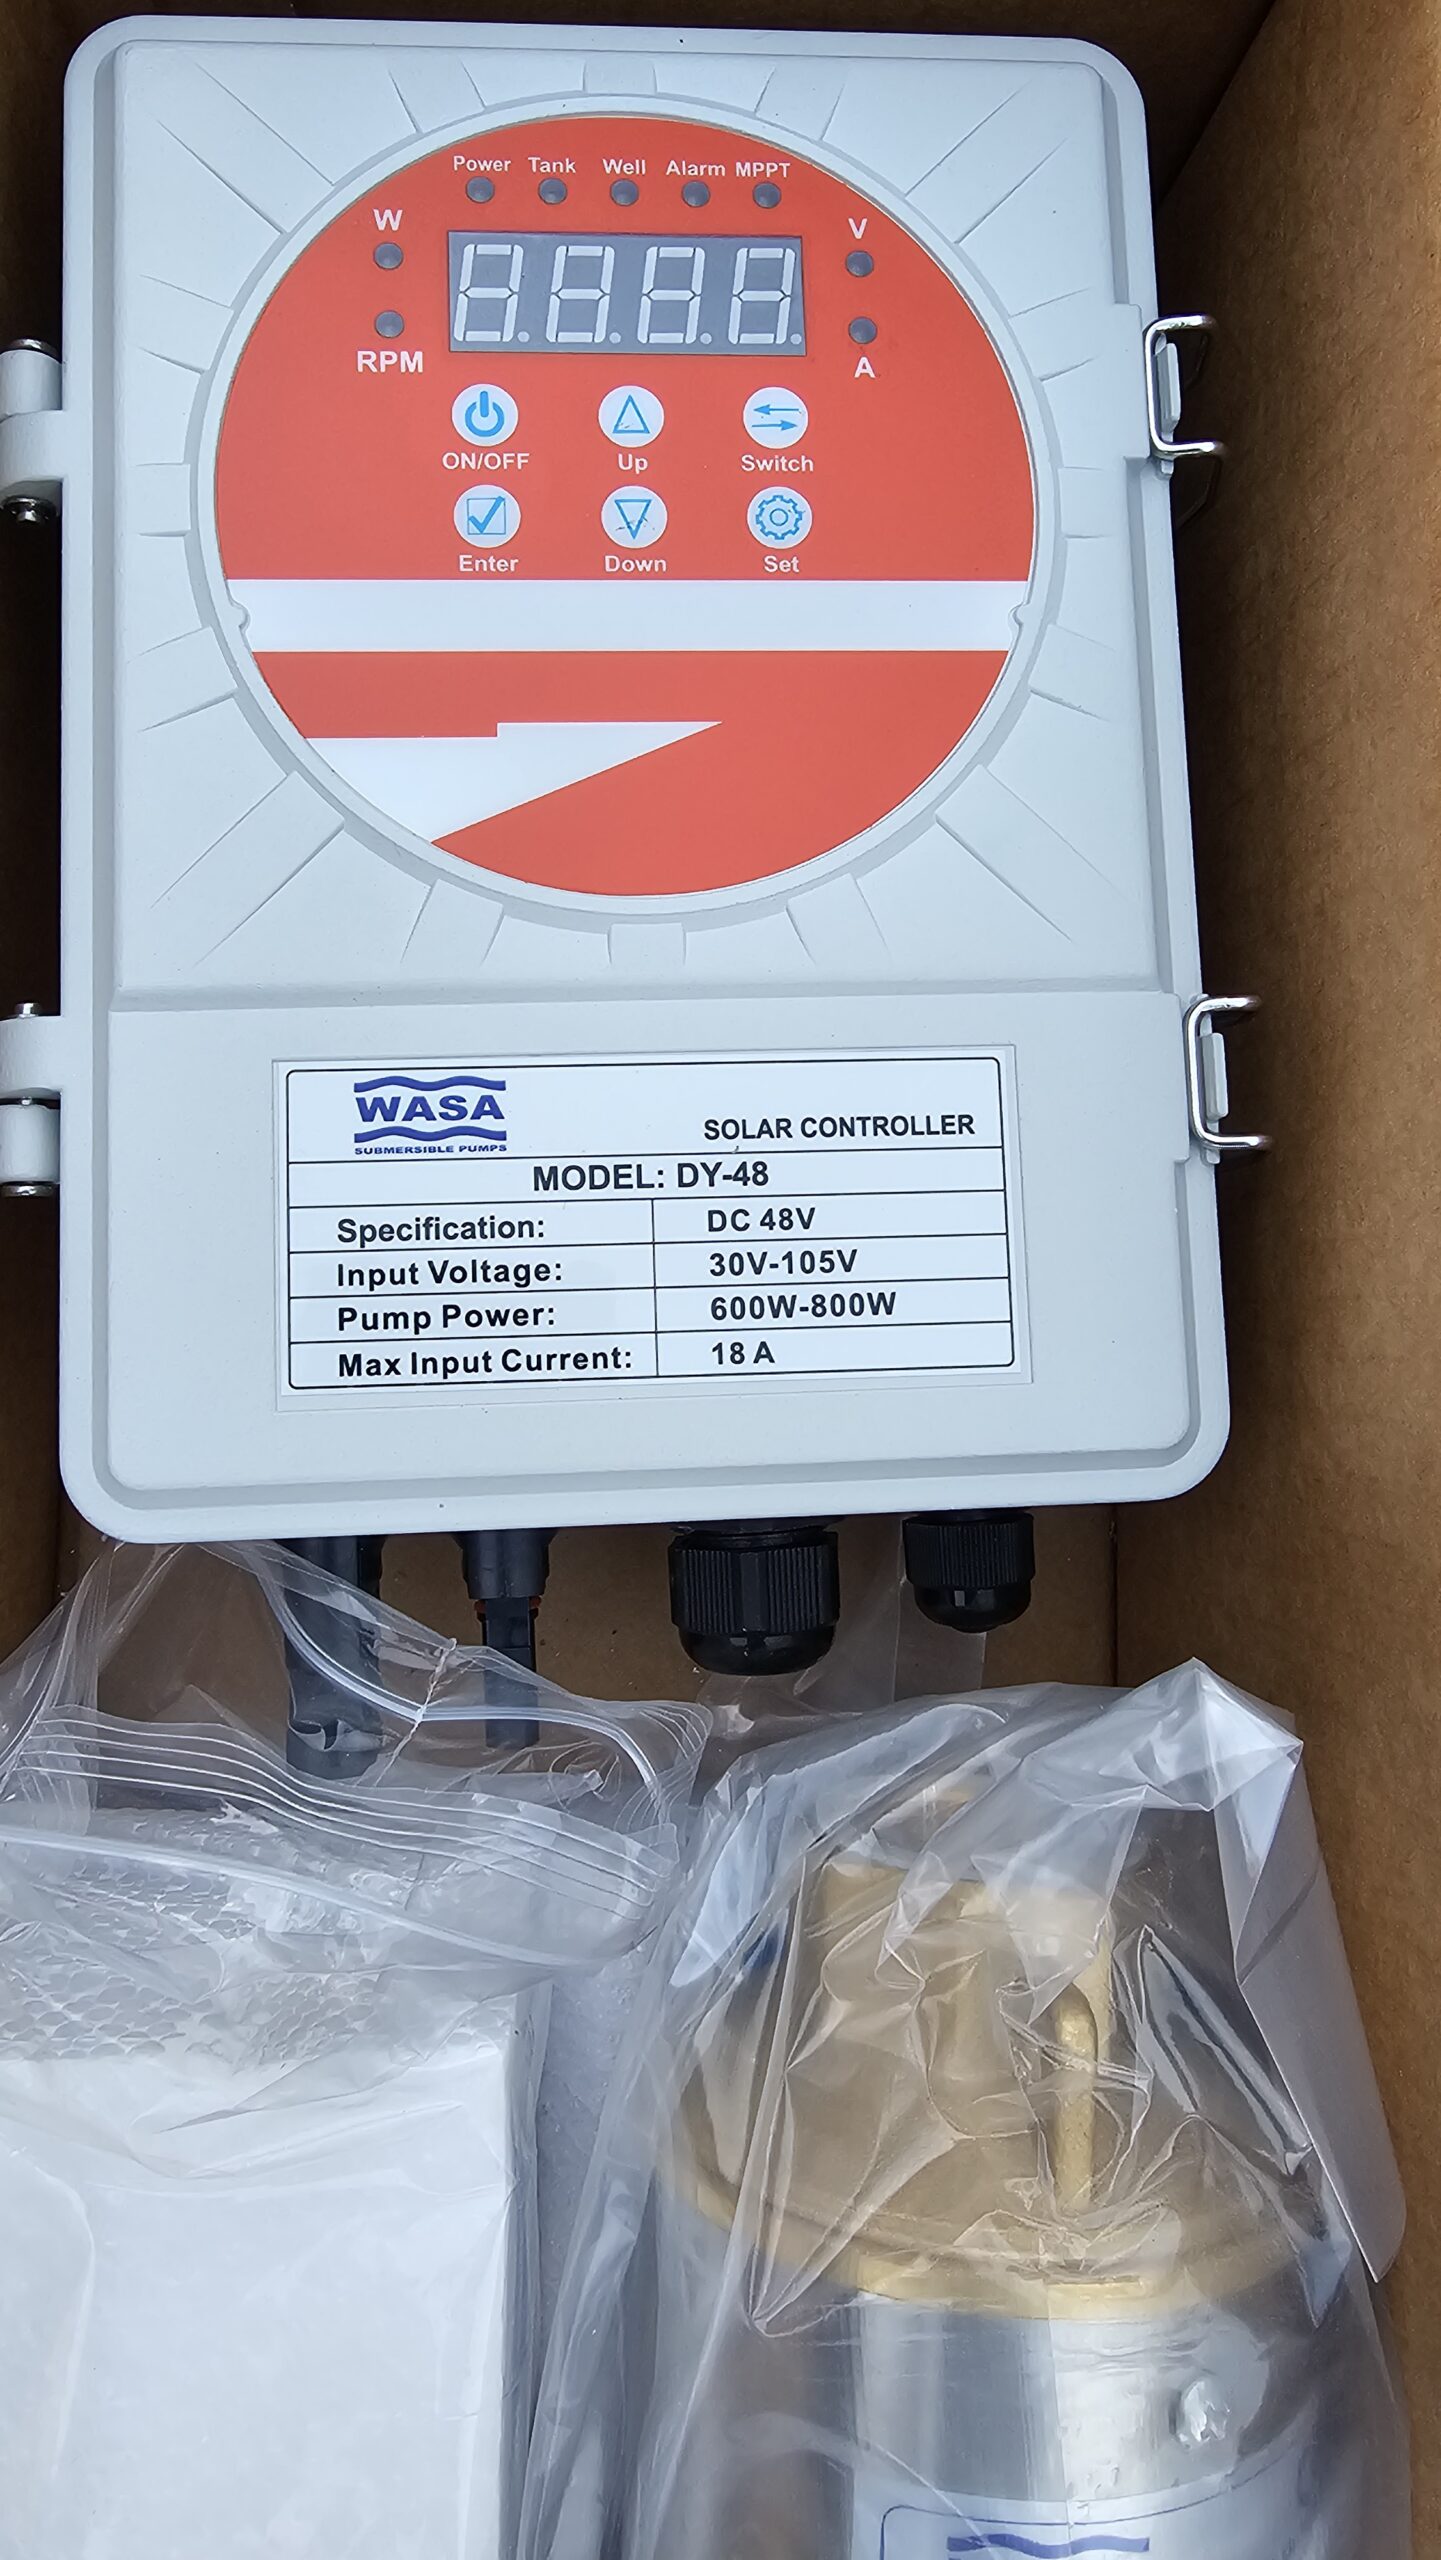 Power Tank Well Alarm MPPT
W V
RPM A
ON/OFF Up Switch
Enter Down Set
WASA
SUBMERSIBLE PUMPS
SOLAR CONTROLLER
MODEL: DY-48
Specification: DC 48V
Input Voltage: 30V-105V
Pump Power: 600W-800W
Max Input Current: 18 A